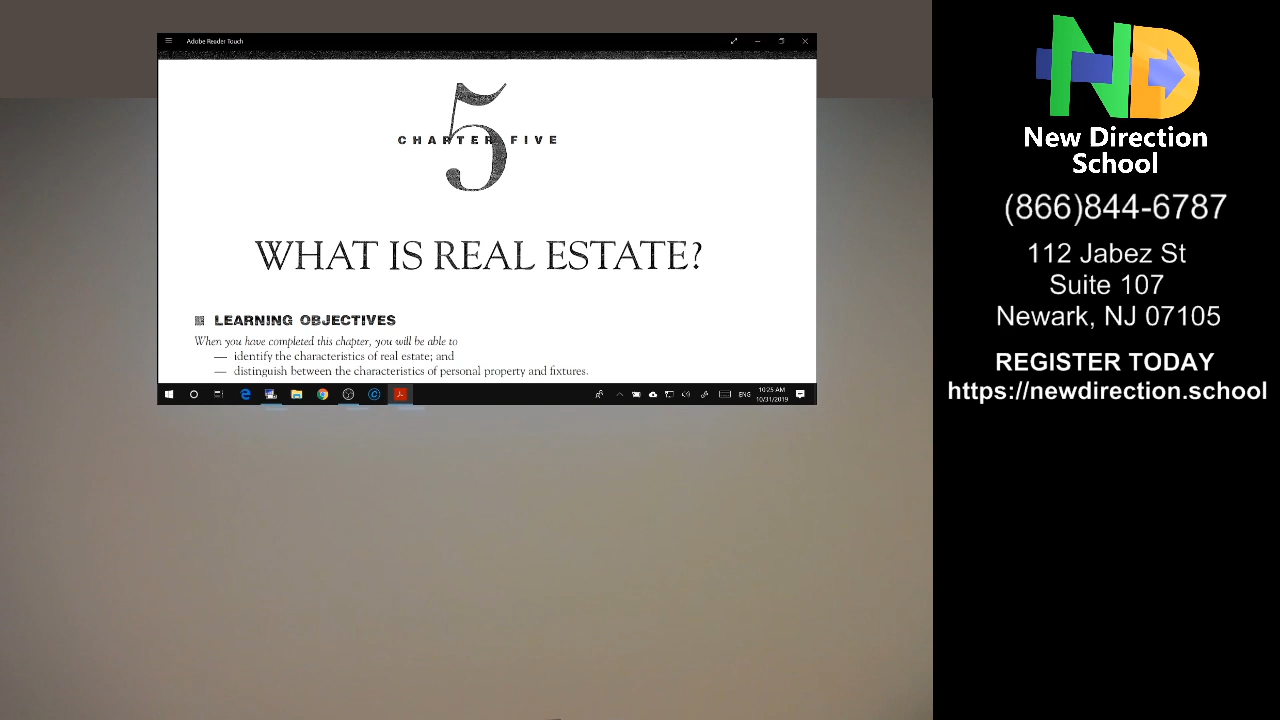 Adobe Reader Touch
5
CHAPTER FIVE
WHAT IS REAL ESTATE?
LEARNING OBJECTIVES
When you have completed this chapter, you will be able to
— identify the characteristics of real estate; and
— distinguish between the characteristics of personal property and fixtures.
ENG
10:25 AM
10/31/2019
ND
New Direction
School
(866)844-6787
112 Jabez St
Suite 107
Newark, NJ 07105
REGISTER TODAY
https://newdirection.school